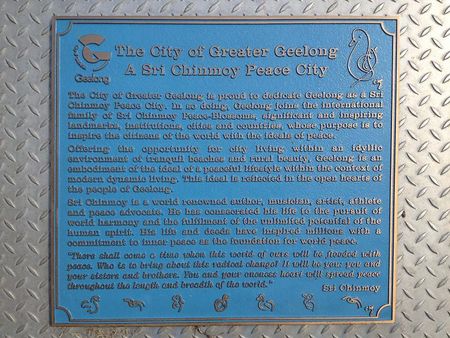 The City of Greater Geelong
A Sri Chinmoy Peace City
Geelong
The City of Greater Geelong is proud to dedicate Geelong as a Sri
Chinmoy Peace City. In so doing, Geelong joins the international
family of Sri Chinmoy Peace-Blossoms, significant and inspiring
landmarks, institutions, cities and countries, whose purpose is to
inspire the citizens of the world with the ideals of peace.
Offering the opportunity for city living within an idyllic
environment of tranquil beaches and rural beauty, Geelong is an
embodiment of the ideal of a peaceful lifestyle within the context of
modern dynamic living. This ideal is reflected in the open hearts of
the people of Geelong.
Sri Chinmoy is a world renowned author, musician, artist, athlete
and peace advocate. He has consecrated his life to the pursuit of
world harmony and the fulfilment of the unlimited potential of the
human spirit. His life and deeds have inspired millions with a
commitment to inner peace as the foundation for world peace.
"There shall come a time when this world of ours will be flooded with
peace. Who is to bring about this radical change? It will be you: you and
your sisters and brothers. You and your oneness heart will spread peace
throughout the length and breadth of the world."
Sri Chinmoy